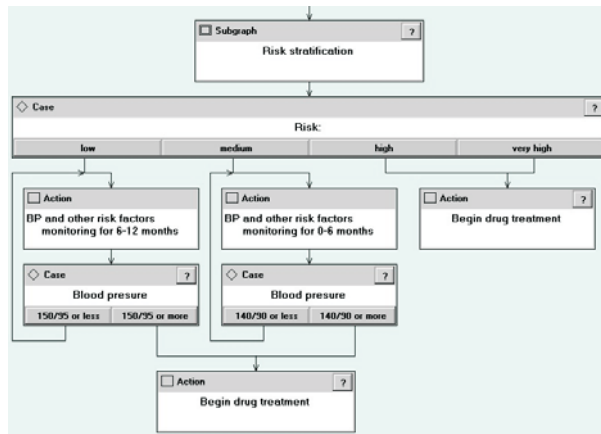 Subgraph ?
Risk stratification
Case ?
Risk:
low medium high very high
Action
BP and other risk factors
monitoring for 6-12 months
Action
BP and other risk factors
monitoring for 0-6 months
Action ?
Begin drug treatment
Case ?
Blood presure
150/95 or less 150/95 or more
Case ?
Blood presure
140/90 or less 140/90 or more
Action ?
Begin drug treatment